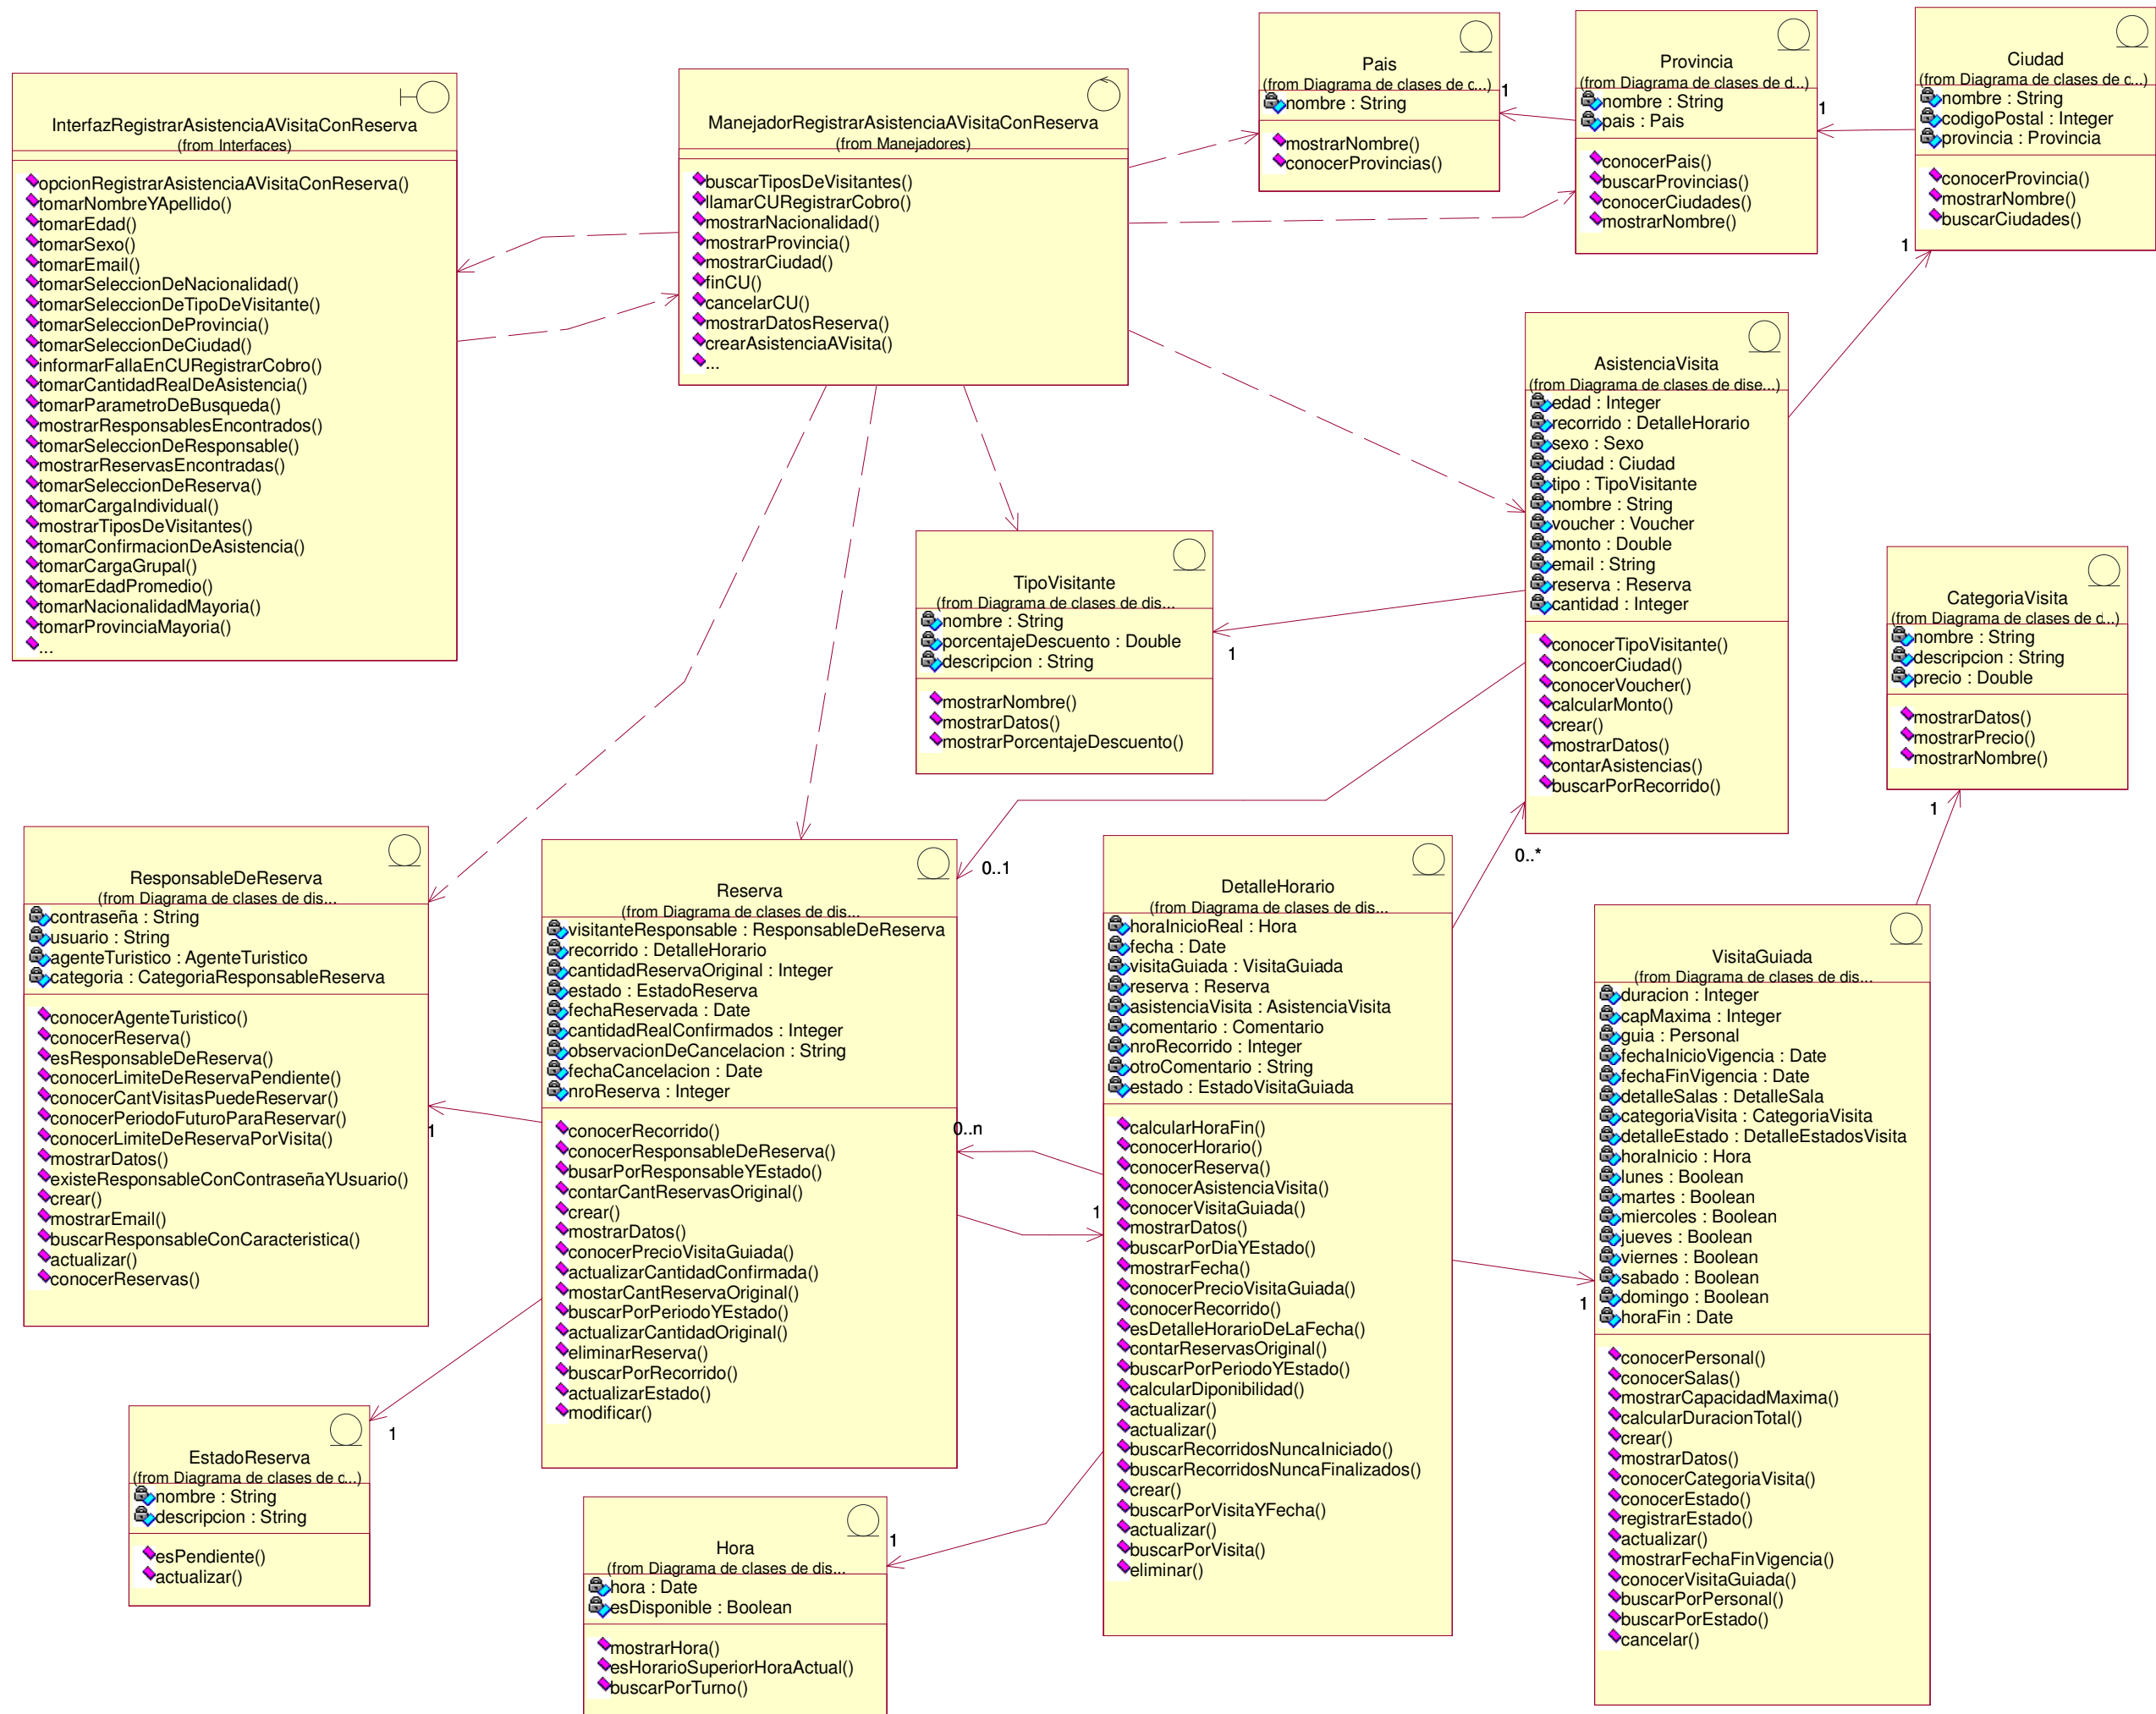 InterfazRegistrarAsistenciaAVisitaConReserva
(from Interfaces)
opcionRegistrarAsistenciaAVisitaConReserva()
tomarNombreYApellido()
tomarEdad()
tomarSexo()
tomarEmail()
tomarSeleccionDeNacionalidad()
tomarSeleccionDeTipoDeVisitante()
tomarSeleccionDeProvincia()
tomarSeleccionDeCiudad()
informarFallaEnCURegistrarCobro()
tomarCantidadRealDeAsistencia()
tomarParametroDeBusqueda()
mostrarResponsablesEncontrados()
tomarSeleccionDeResponsable()
mostrarReservasEncontradas()
tomarSeleccionDeReserva()
tomarCargaIndividual()
mostrarTiposDeVisitantes()
tomarConfirmacionDeAsistencia()
tomarCargaGrupal()
tomarEdadPromedio()
tomarNacionalidadMayoria()
tomarProvinciaMayoria()
...
ManejadorRegistrarAsistenciaAVisitaConReserva
(from Manejadores)
buscarTiposDeVisitantes()
llamarCURegistrarCobro()
mostrarNacionalidad()
mostrarProvincia()
mostrarCiudad()
finCU()
cancelarCU()
mostrarDatosReserva()
crearAsistenciaAVisita()
...
Pais
(from Diagrama de clases de c...)
nombre : String
mostrarNombre()
conocerProvincias()
1
Provincia
(from Diagrama de clases de d...)
nombre : String
pais : Pais
conocerPais()
buscarProvincias()
conocerCiudades()
mostrarNombre()
1
Ciudad
(from Diagrama de clases de c...)
nombre : String
codigoPostal : Integer
provincia : Provincia
conocerProvincia()
mostrarNombre()
buscarCiudades()
1
AsistenciaVisita
(from Diagrama de clases de dise...)
edad : Integer
recorrido : DetalleHorario
sexo : Sexo
ciudad : Ciudad
tipo : TipoVisitante
nombre : String
voucher : Voucher
monto : Double
email : String
reserva : Reserva
cantidad : Integer
conocerTipoVisitante()
concoerCiudad()
conocerVoucher()
calcularMonto()
crear()
mostrarDatos()
contarAsistencias()
buscarPorRecorrido()
0..*
TipoVisitante
(from Diagrama de clases de dis...
nombre : String
porcentajeDescuento : Double
descripcion : String
mostrarNombre()
mostrarDatos()
mostrarPorcentajeDescuento()
1
CategoriaVisita
(from Diagrama de clases de c...)
nombre : String
descripcion : String
precio : Double
mostrarDatos()
mostrarPrecio()
mostrarNombre()
1
ResponsableDeReserva
(from Diagrama de clases de dis...
contraseña : String
usuario : String
agenteTuristico : AgenteTuristico
categoria : CategoriaResponsableReserva
conocerAgenteTuristico()
conocerReserva()
esResponsableDeReserva()
conocerLimiteDeReservaPendiente()
conocerCantVisitasPuedeReservar()
conocerPeriodoFuturoParaReservar()
conocerLimiteDeReservaPorVisita()
mostrarDatos()
existeResponsableConContraseñaYUsuario()
crear()
mostrarEmail()
buscarResponsableConCaracteristica()
actualizar()
conocerReservas()
1
Reserva
(from Diagrama de clases de dis...
visitanteResponsable : ResponsableDeReserva
recorrido : DetalleHorario
cantidadReservaOriginal : Integer
estado : EstadoReserva
fechaReservada : Date
cantidadRealConfirmados : Integer
observacionDeCancelacion : String
fechaCancelacion : Date
nroReserva : Integer
conocerRecorrido()
conocerResponsableDeReserva()
busarPorResponsableYEstado()
contarCantReservasOriginal()
crear()
mostrarDatos()
conocerPrecioVisitaGuiada()
actualizarCantidadConfirmada()
mostarCantReservaOriginal()
buscarPorPeriodoYEstado()
actualizarCantidadOriginal()
eliminarReserva()
buscarPorRecorrido()
actualizarEstado()
modificar()
0..1
0..n
DetalleHorario
(from Diagrama de clases de dis...
horaInicioReal : Hora
fecha : Date
visitaGuiada : VisitaGuiada
reserva : Reserva
asistenciaVisita : AsistenciaVisita
comentario : Comentario
nroRecorrido : Integer
otroComentario : String
estado : EstadoVisitaGuiada
calcularHoraFin()
conocerHorario()
conocerReserva()
conocerAsistenciaVisita()
conocerVisitaGuiada()
mostrarDatos()
buscarPorDiaYEstado()
mostrarFecha()
conocerPrecioVisitaGuiada()
conocerRecorrido()
esDetalleHorarioDeLaFecha()
contarReservasOriginal()
buscarPorPeriodoYEstado()
calcularDiponibilidad()
actualizar()
actualizar()
buscarRecorridosNuncaIniciado()
buscarRecorridosNuncaFinalizados()
crear()
buscarPorVisitaYFecha()
actualizar()
buscarPorVisita()
eliminar()
1
VisitaGuiada
(from Diagrama de clases de dis...
duracion : Integer
capMaxima : Integer
guia : Personal
fechaInicioVigencia : Date
fechaFinVigencia : Date
detalleSalas : DetalleSala
categoriaVisita : CategoriaVisita
detalleEstado : DetalleEstadosVisita
horaInicio : Hora
lunes : Boolean
martes : Boolean
miercoles : Boolean
jueves : Boolean
viernes : Boolean
sabado : Boolean
domingo : Boolean
horaFin : Date
conocerPersonal()
conocerSalas()
mostrarCapacidadMaxima()
calcularDuracionTotal()
crear()
mostrarDatos()
conocerCategoriaVisita()
conocerEstado()
registrarEstado()
actualizar()
mostrarFechaFinVigencia()
conocerVisitaGuiada()
buscarPorPersonal()
buscarPorEstado()
cancelar()
1
EstadoReserva
(from Diagrama de clases de c...)
nombre : String
descripcion : String
esPendiente()
actualizar()
1
Hora
(from Diagrama de clases de dis...
hora : Date
esDisponible : Boolean
mostrarHora()
esHorarioSuperiorHoraActual()
buscarPorTurno()
1